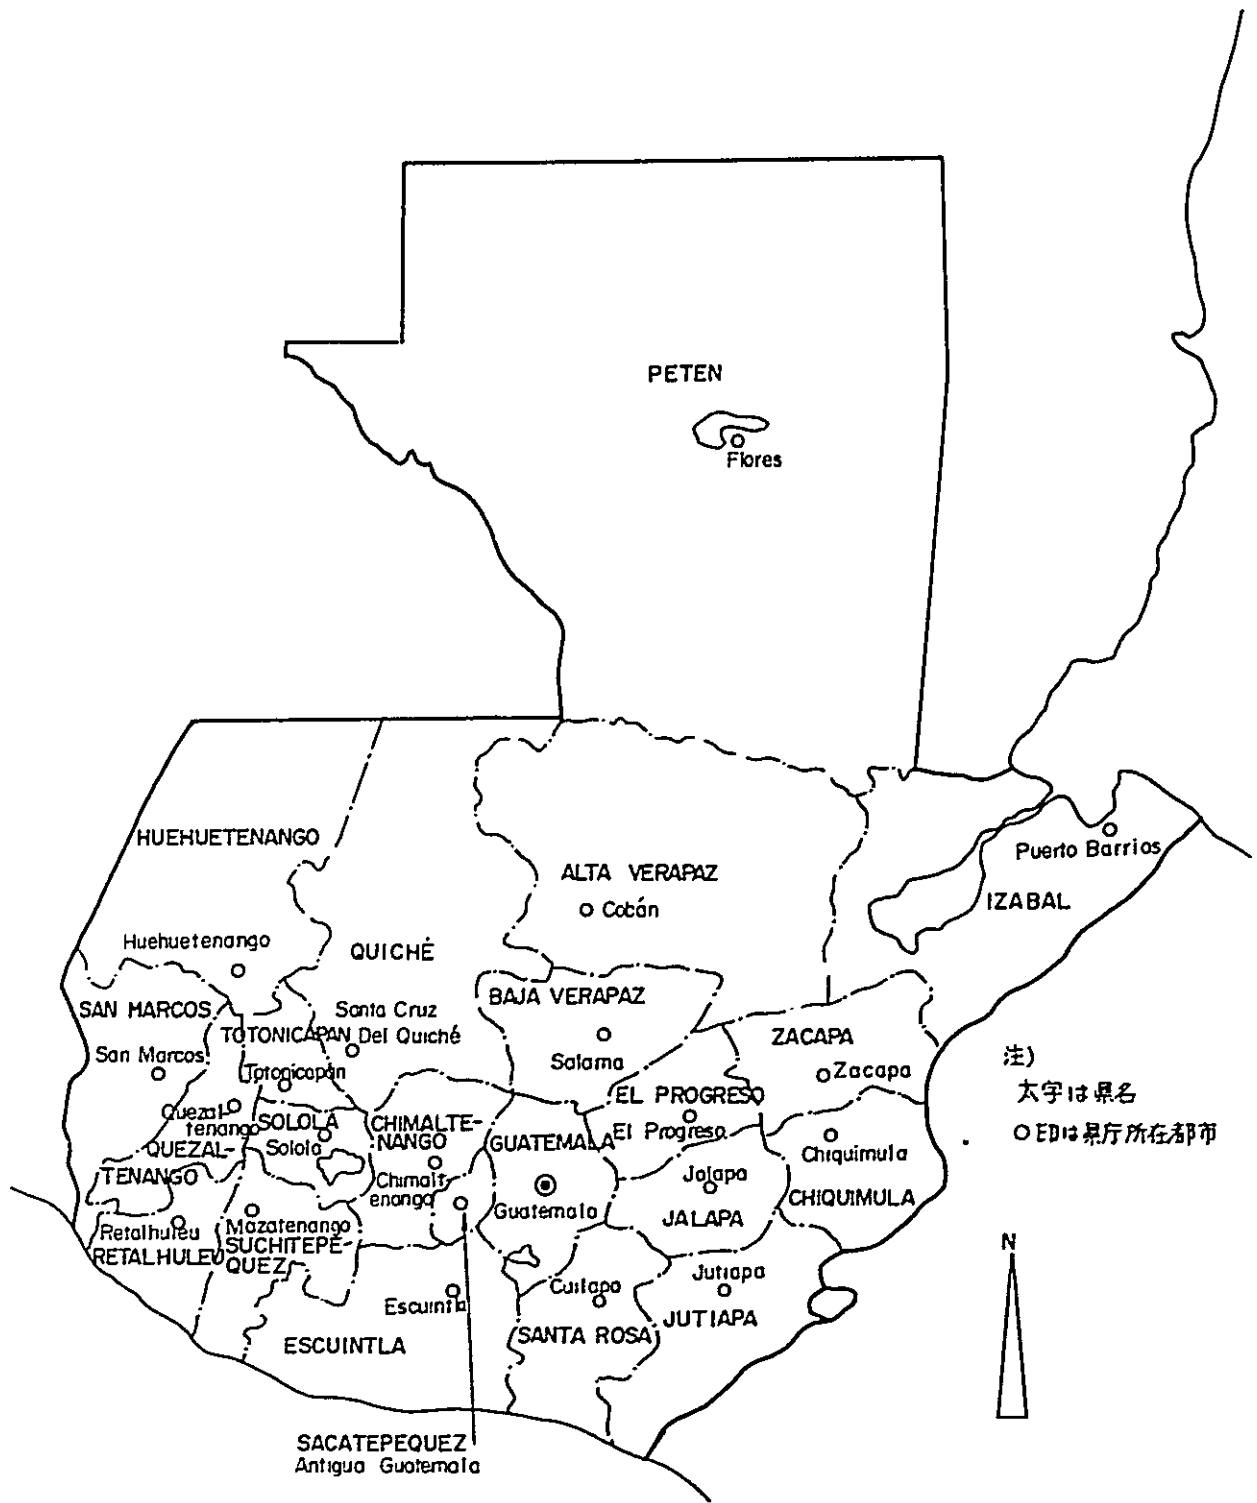 PETEN
Flores
HUEHUETENANGO
Puerto Barrios
ALTA VERAPAZ
Cobán
IZABAL
Huehuetenango
QUICHÉ
BAJA VERAPAZ
SAN MARCOS
Santa Cruz
Del Quiché
TOTONICAPAN
ZACAPA
San Marcos
Salama
注)
Totonicapán
Zacapa
太字は県名
EL PROGRESO
Quezal-
tenango
SOLOLA
CHIMALTE-
NANGO
El Progreso
○印は県庁所在都市
GUATEMALA
Solola
QUEZAL-
TENANGO
Chiquimula
Chimalt-
enango
Jalapa
CHIQUIMULA
Guatemala
JALAPA
Retalhuleu
Mazatenango
RETALHULEU
SUCHITEPE-
QUEZ
N
Jutiapa
Cuilapa
Escuintla
JUTIAPA
SANTA ROSA
ESCUINTLA
SACATEPEQUEZ
Antigua Guatemala